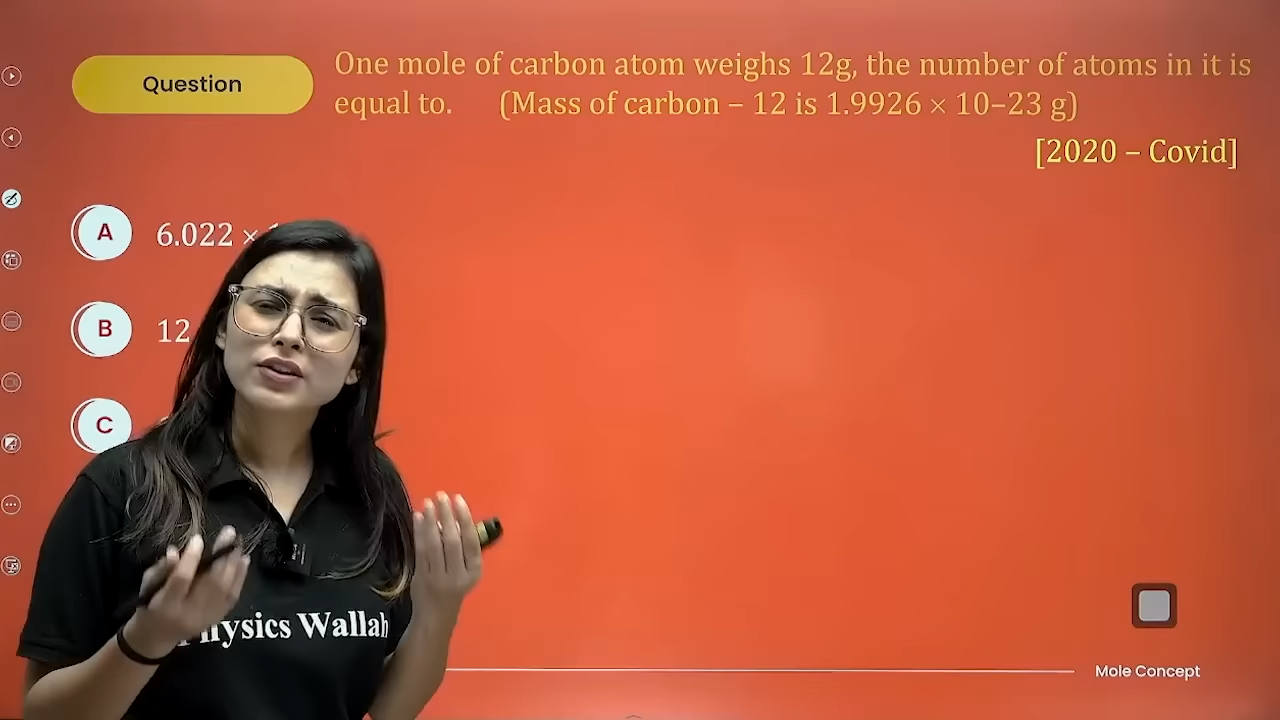 Question
One mole of carbon atom weighs 12g, the number of atoms in it is
equal to. (Mass of carbon – 12 is 1.9926 × 10–23 g)
[2020 – Covid]
A 6.022 ×
B 12
C
Wallah
Mole Concept